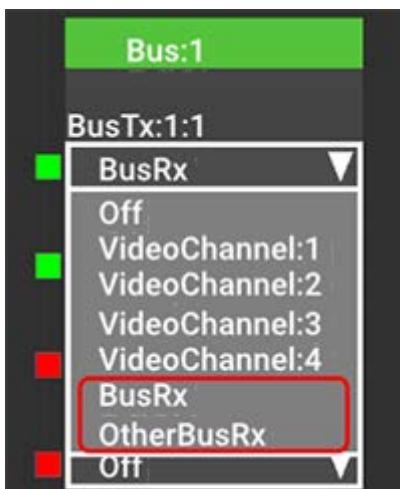 Bus:1
BusTx:1:1
BusRx
Off
VideoChannel:1
VideoChannel:2
VideoChannel:3
VideoChannel:4
BusRx
OtherBusRx
Off